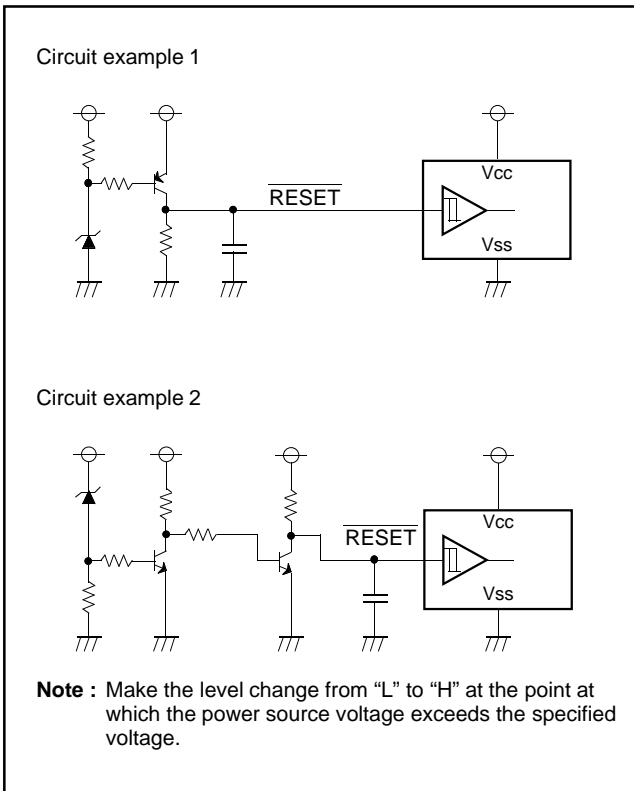 Circuit example 1
RESET
Vcc
Vss
Circuit example 2
RESET
Vcc
Vss
Note : Make the level change from “L” to “H” at the point at
which the power source voltage exceeds the specified
voltage.